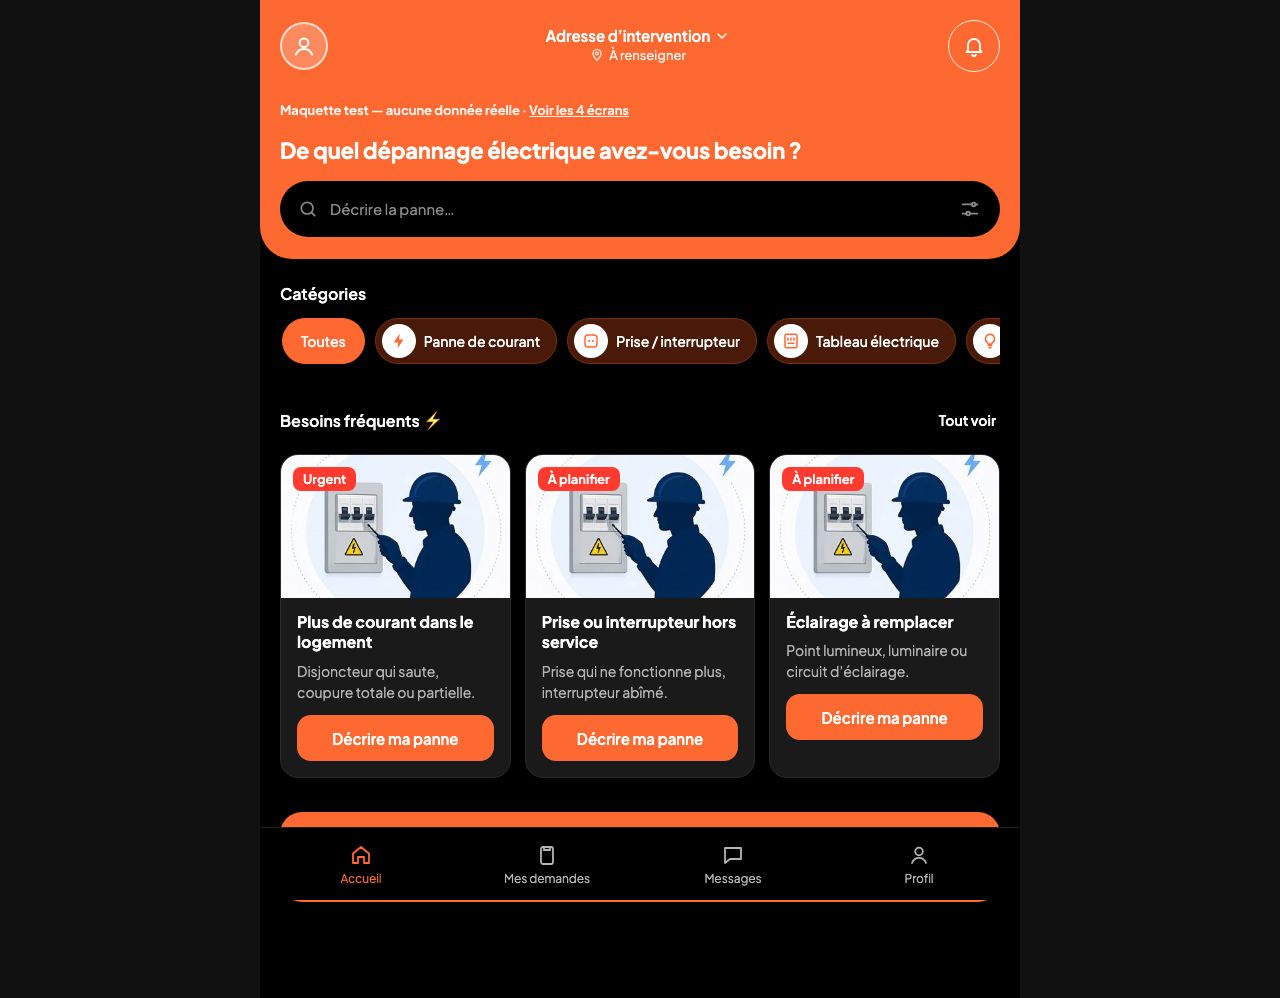 Adresse d’intervention
À renseigner
Maquette test — aucune donnée réelle · Voir les 4 écrans
De quel dépannage électrique avez-vous besoin ?
Décrire la panne…
Catégories
Toutes
Panne de courant
Prise / interrupteur
Tableau électrique
Besoins fréquents ⚡
Tout voir
Urgent
Plus de courant dans le
logement
Disjoncteur qui saute,
coupure totale ou partielle.
Décrire ma panne
À planifier
Prise ou interrupteur hors
service
Prise qui ne fonctionne plus,
interrupteur abîmé.
Décrire ma panne
À planifier
Éclairage à remplacer
Point lumineux, luminaire ou
circuit d’éclairage.
Décrire ma panne
Accueil
Mes demandes
Messages
Profil